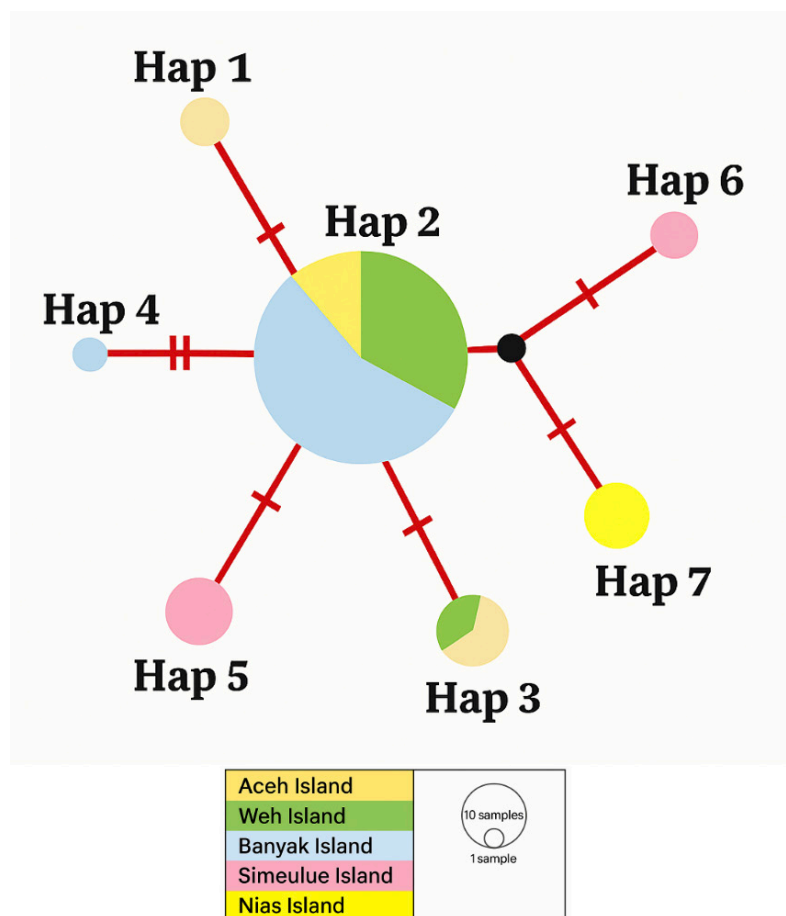 Hap 1
Hap 6
Hap 2
Hap 4
Hap 7
Hap 5
Hap 3
Aceh Island
Weh Island
Banyak Island
Simeulue Island
Nias Island
10 samples
1 sample